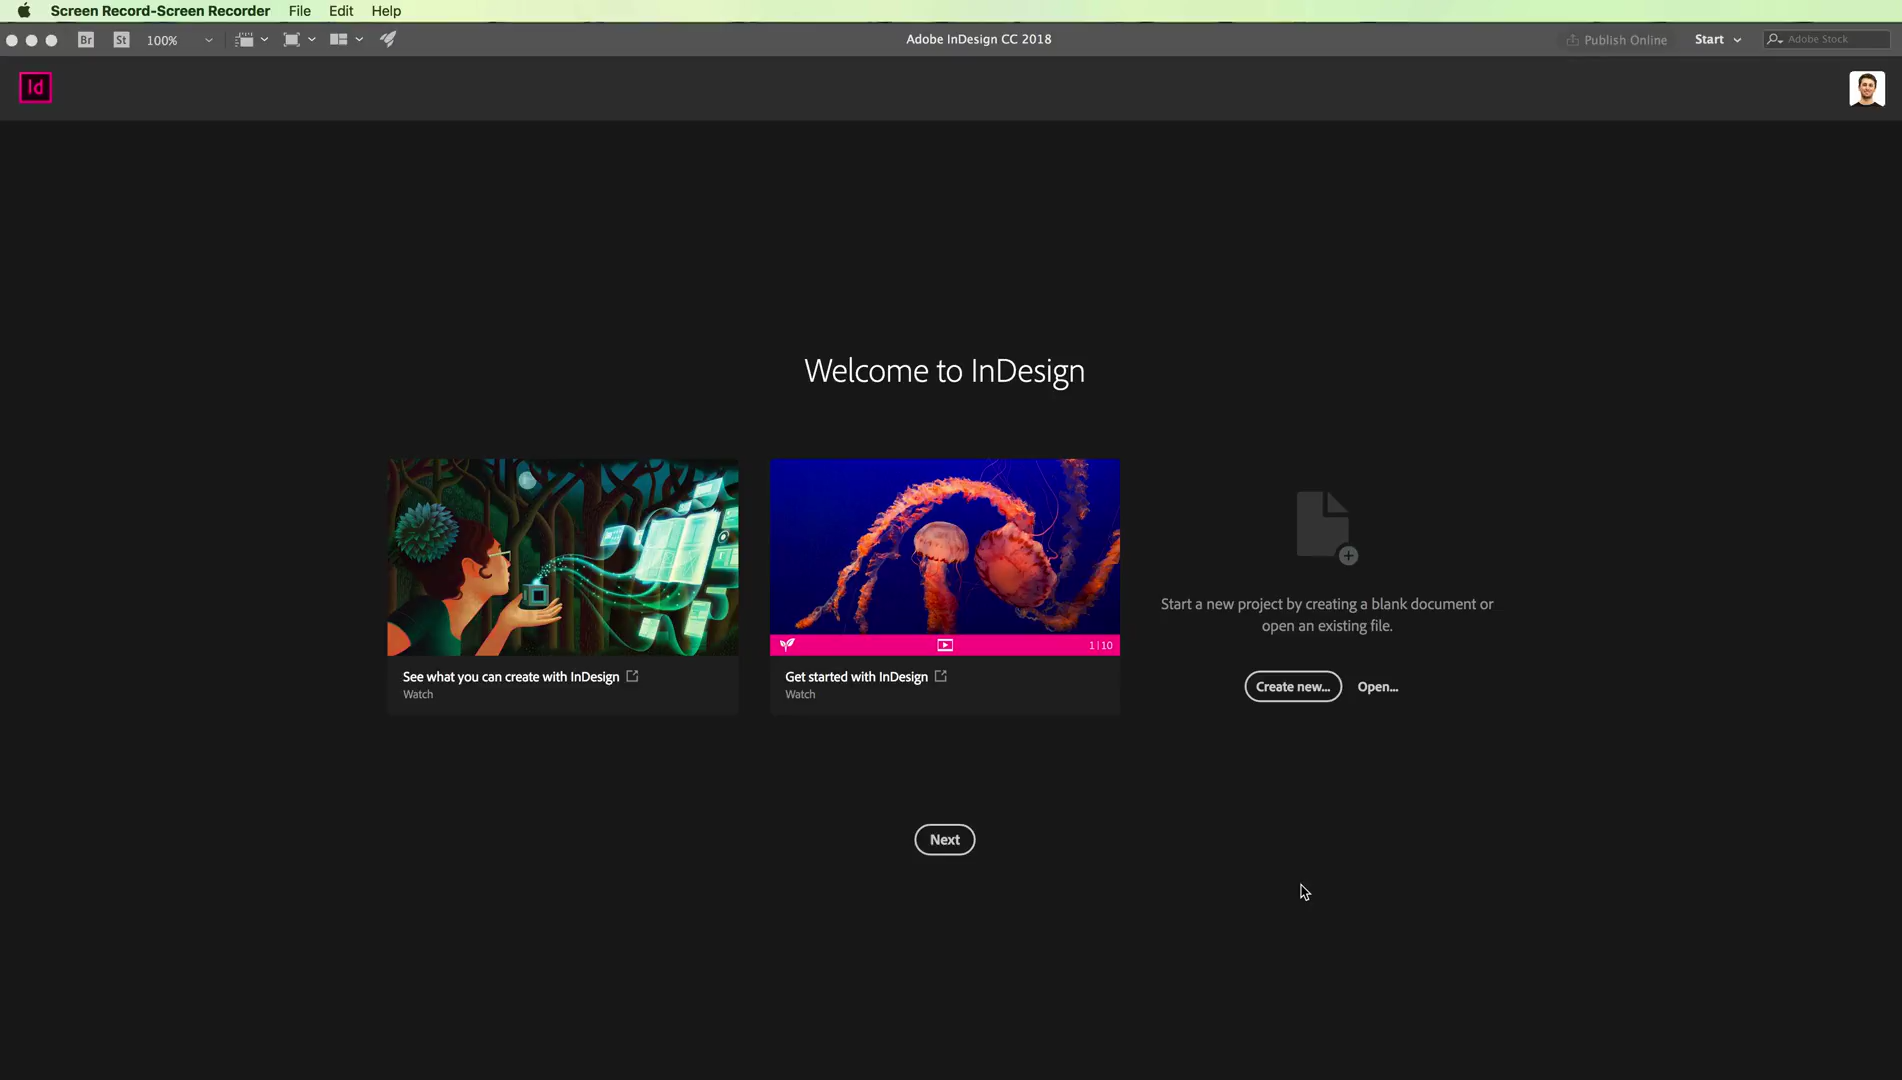 Screen Record-Screen Recorder File Edit Help
Br St 100% Adobe InDesign CC 2018 Publish Online Start Adobe Stock
Id
Welcome to InDesign
1|10
See what you can create with InDesign
Watch
Get started with InDesign
Watch
Start a new project by creating a blank document or
open an existing file.
Create new... Open...
Next